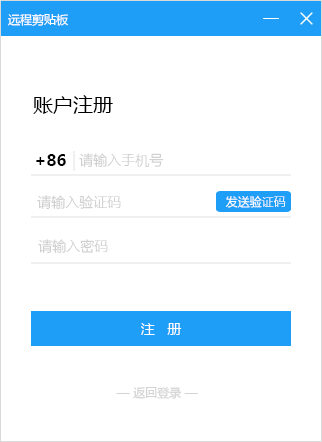 远程剪贴板
账户注册
+86 请输入手机号
请输入验证码 发送验证码
请输入密码
注 册
— 返回登录 —